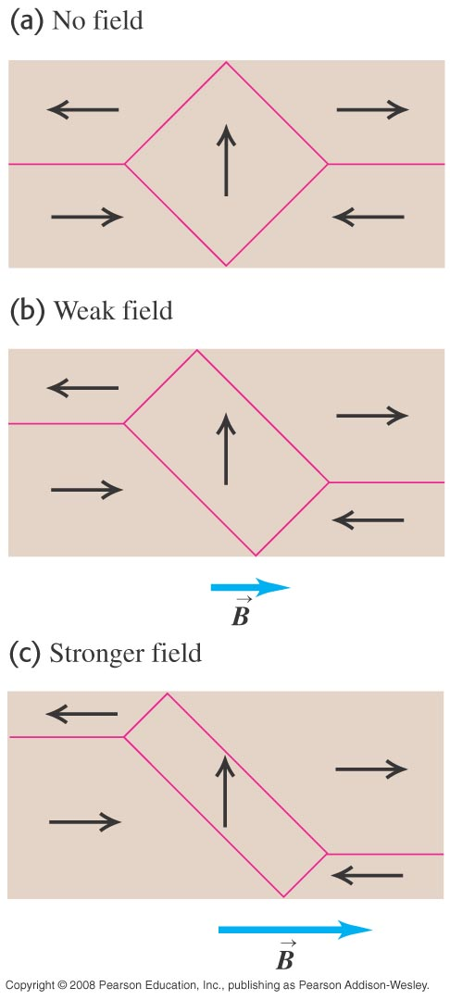 (a) No field
(b) Weak field
B
(c) Stronger field
B
Copyright © 2008 Pearson Education, Inc., publishing as Pearson Addison-Wesley.